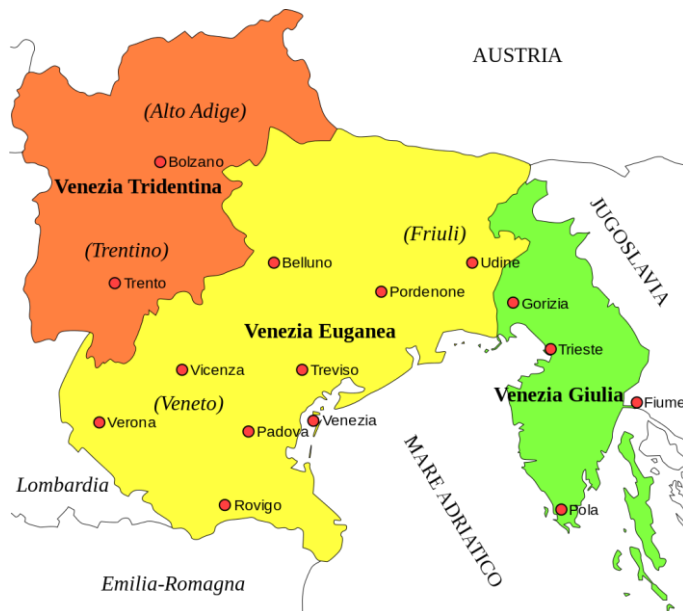 AUSTRIA
(Alto Adige)
Bolzano
Venezia Tridentina
JUGOSLAVIA
(Friuli)
(Trentino)
Belluno
Udine
Trento
Pordenone
Gorizia
Venezia Euganea
Trieste
Vicenza
Treviso
Venezia Giulia
(Veneto)
Fiume
Verona
Venezia
Padova
MARE ADRIATICO
Lombardia
Rovigo
Pola
Emilia-Romagna